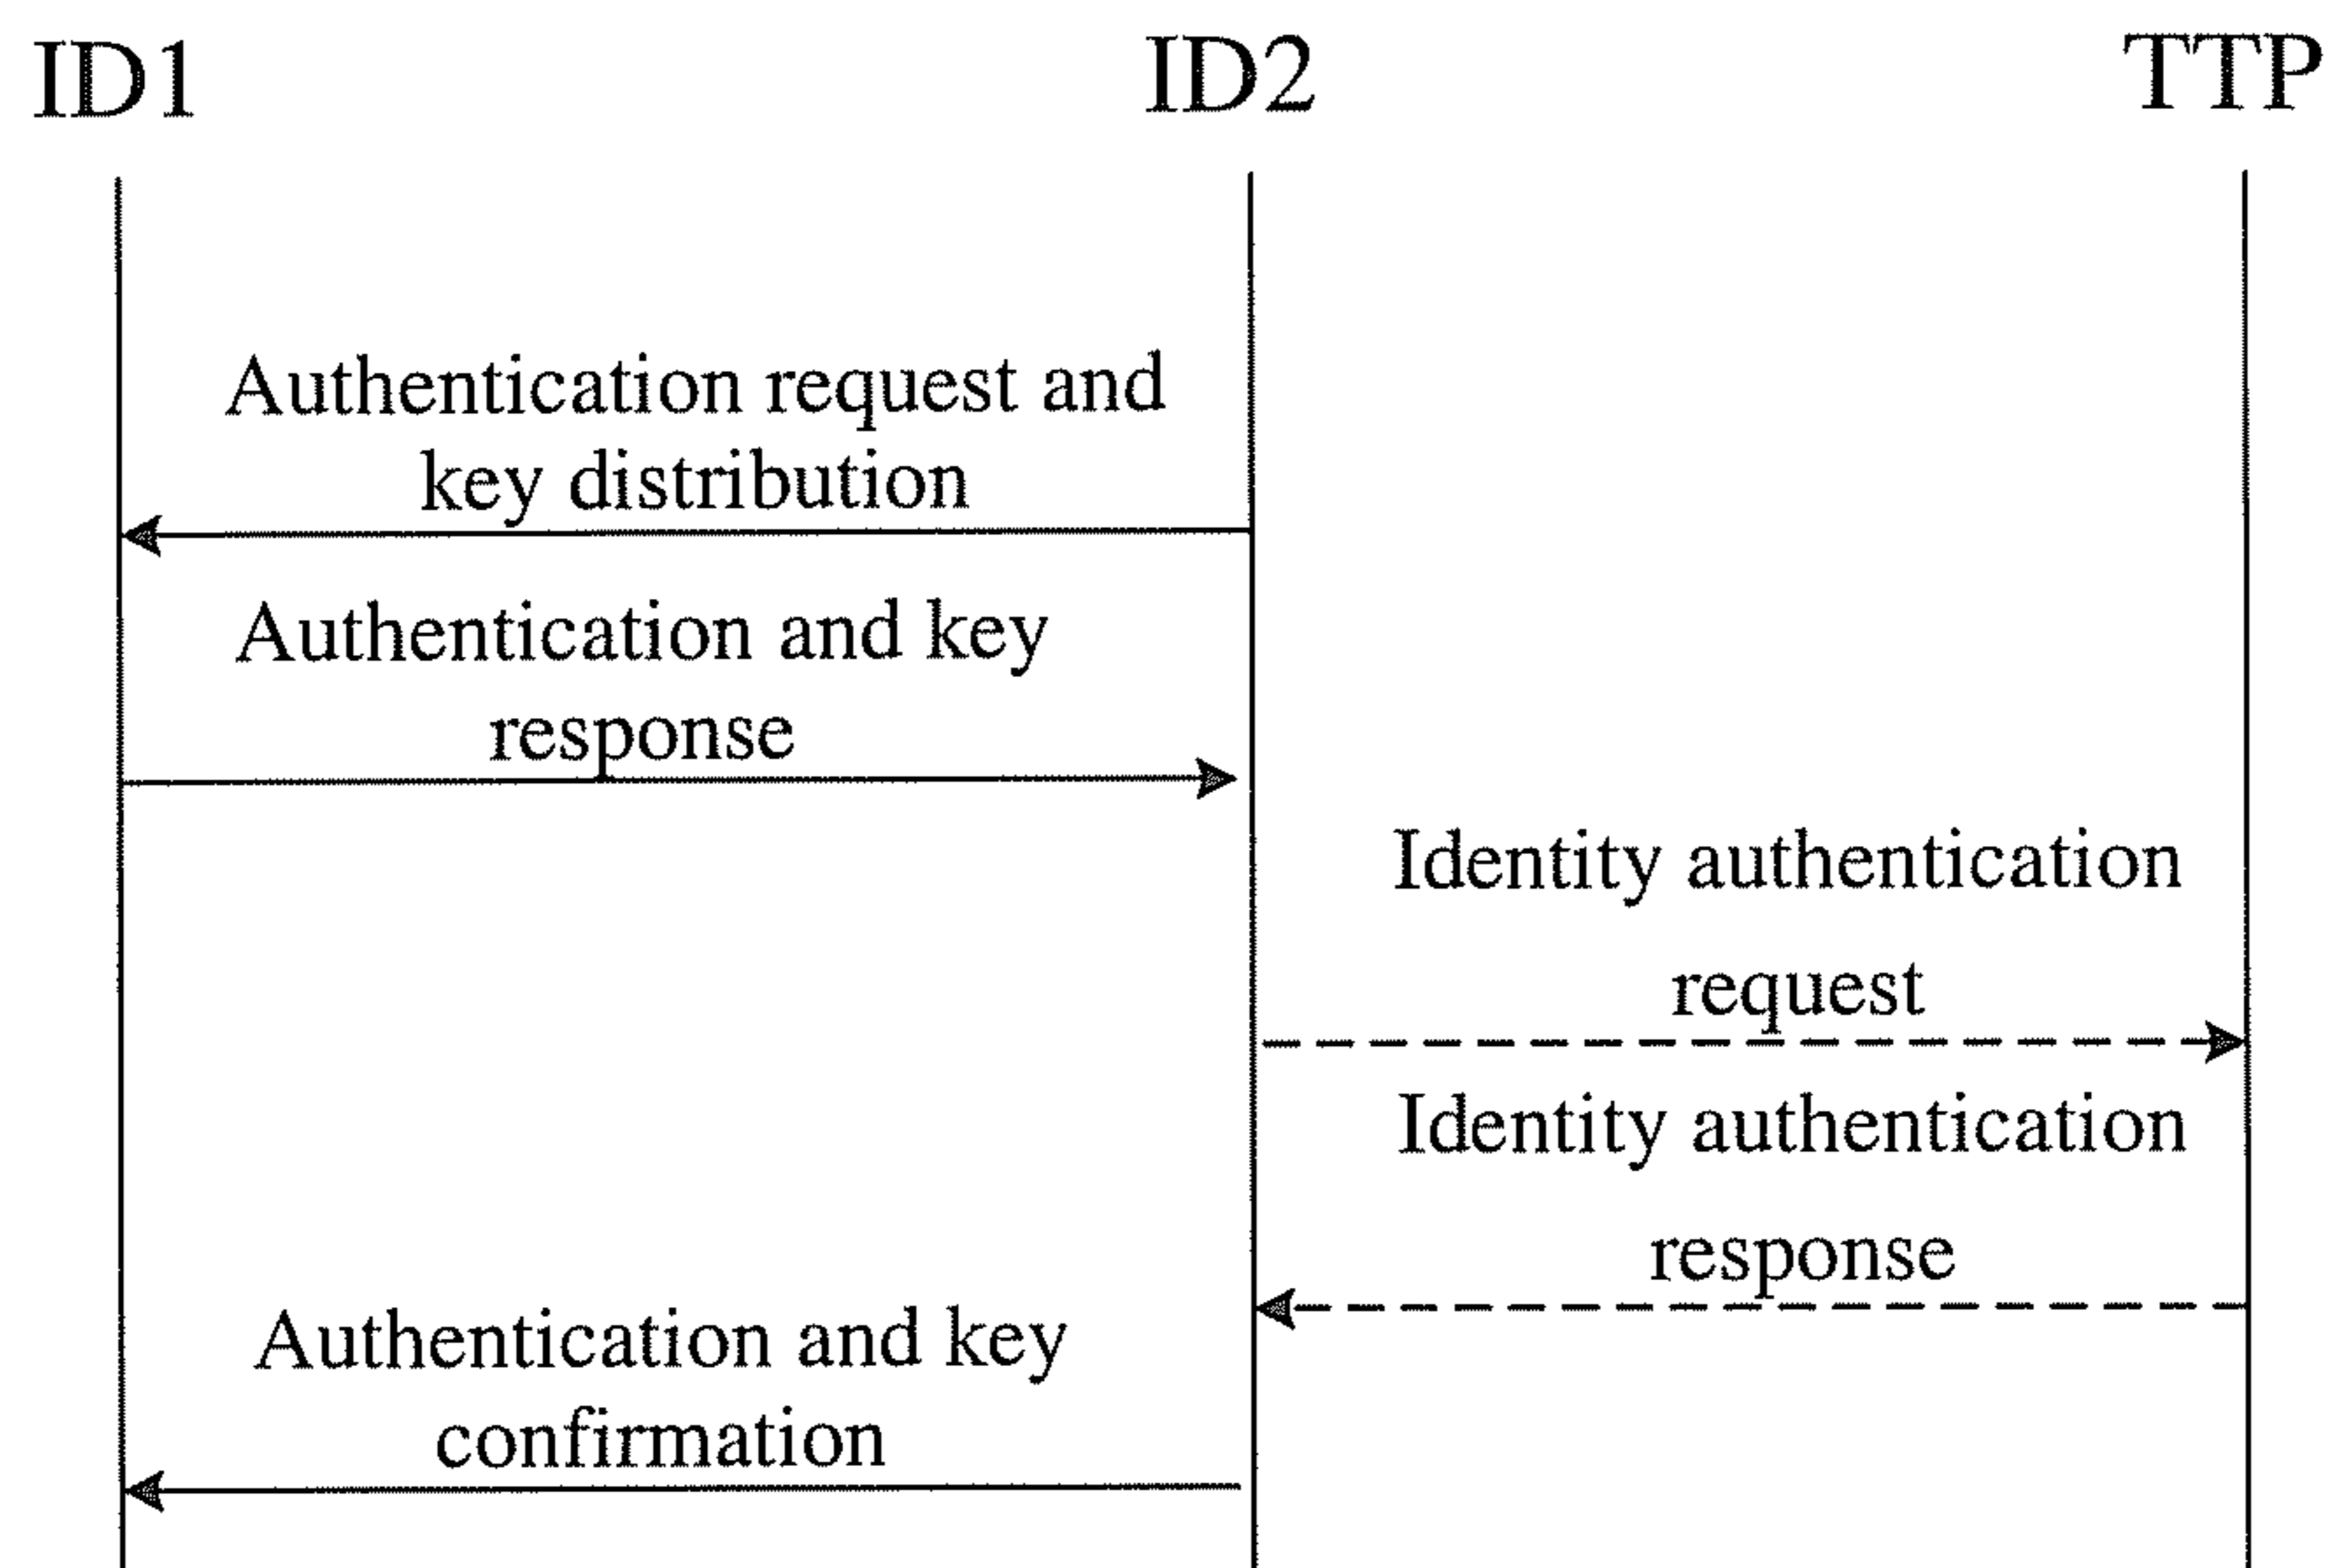 ID1
ID2
TTP
Authentication request and
key distribution
Authentication and key
response
Identity authentication
request
Identity authentication
response
Authentication and key
confirmation